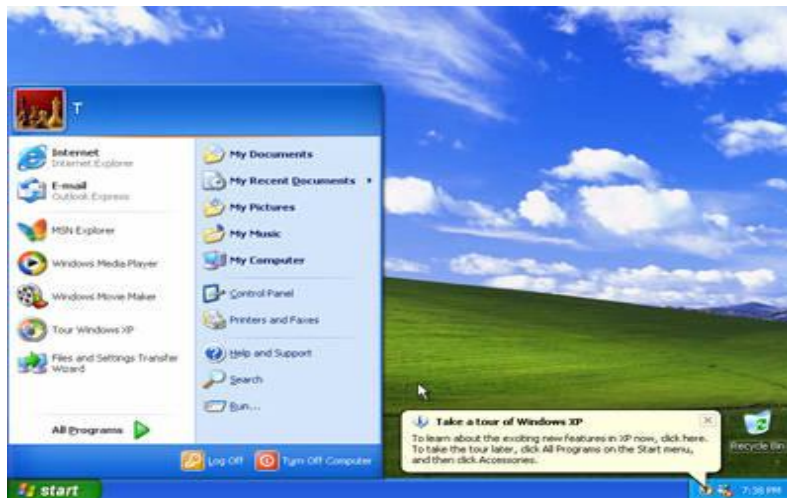 T
Internet
Internet Explorer
E-mail
Outlook Express
MSN Explorer
Windows Media Player
Windows Movie Maker
Tour Windows XP
Files and Settings Transfer
Wizard
All Programs
My Documents
My Recent Documents
My Pictures
My Music
My Computer
Control Panel
Printers and Faxes
Help and Support
Search
Run...
Log Off
Turn Off Computer
Take a tour of Windows XP
To learn about the exciting new features in XP now, click here.
To take the tour later, click All Programs on the Start menu,
and then click Accessories.
Recycle Bin
start
7:38 PM